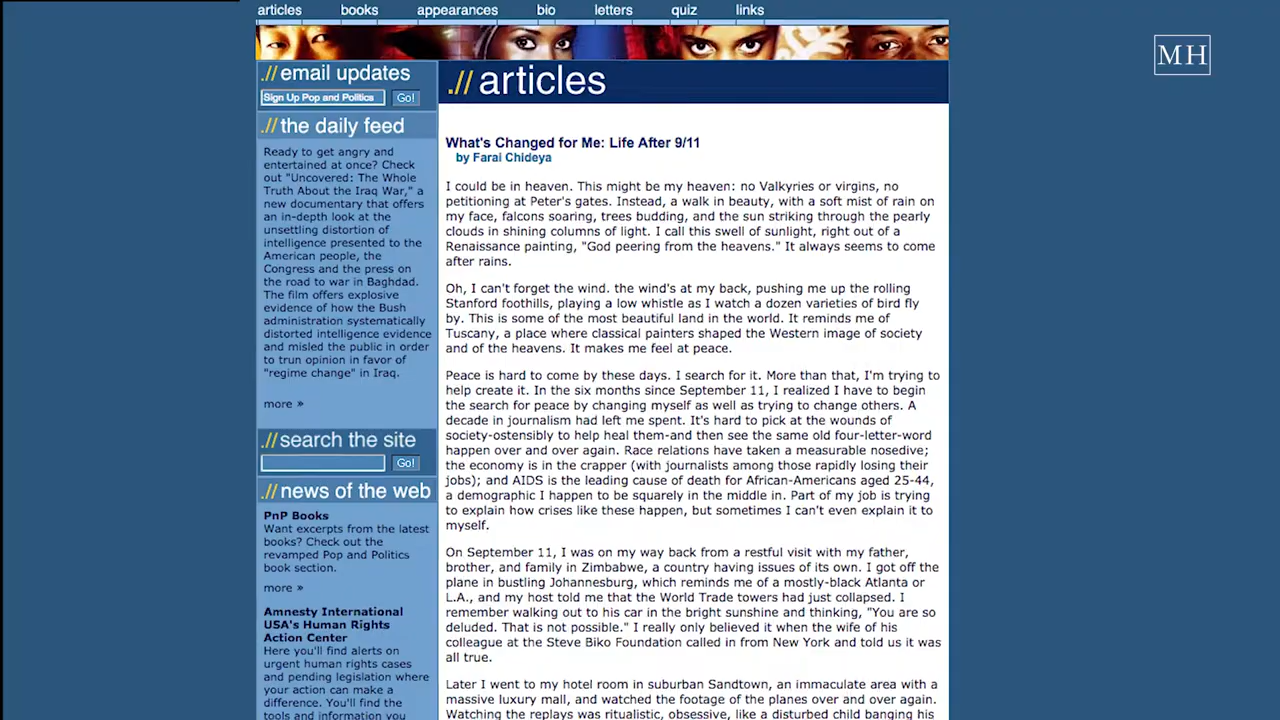 articles books appearances bio letters quiz links
MH
.// email updates
Sign Up Pop and Politics Go!
.// the daily feed
Ready to get angry and
entertained at once? Check
out "Uncovered: The Whole
Truth About the Iraq War," a
new documentary that offers
an in-depth look at the
unsettling distortion of
intelligence presented to the
American people, the
Congress and the press on
the road to war in Baghdad.
The film offers explosive
evidence of how the Bush
administration systematically
distorted intelligence evidence
and misled the public in order
to trun opinion in favor of
"regime change" in Iraq.
more »
.// search the site
Go!
.// news of the web
PnP Books
Want excerpts from the latest
books? Check out the
revamped Pop and Politics
book section.
more »
Amnesty International
USA's Human Rights
Action Center
Here you'll find alerts on
urgent human rights cases
and pending legislation where
your action can make a
difference. You'll find the
tools and information you
.// articles
What's Changed for Me: Life After 9/11
by Farai Chideya
I could be in heaven. This might be my heaven: no Valkyries or virgins, no
petitioning at Peter's gates. Instead, a walk in beauty, with a soft mist of rain on
my face, falcons soaring, trees budding, and the sun striking through the pearly
clouds in shining columns of light. I call this swell of sunlight, right out of a
Renaissance painting, "God peering from the heavens." It always seems to come
after rains.
Oh, I can't forget the wind. the wind's at my back, pushing me up the rolling
Stanford foothills, playing a low whistle as I watch a dozen varieties of bird fly
by. This is some of the most beautiful land in the world. It reminds me of
Tuscany, a place where classical painters shaped the Western image of society
and of the heavens. It makes me feel at peace.
Peace is hard to come by these days. I search for it. More than that, I'm trying to
help create it. In the six months since September 11, I realized I have to begin
the search for peace by changing myself as well as trying to change others. A
decade in journalism had left me spent. It's hard to pick at the wounds of
society-ostensibly to help heal them-and then see the same old four-letter-word
happen over and over again. Race relations have taken a measurable nosedive;
the economy is in the crapper (with journalists among those rapidly losing their
jobs); and AIDS is the leading cause of death for African-Americans aged 25-44,
a demographic I happen to be squarely in the middle in. Part of my job is trying
to explain how crises like these happen, but sometimes I can't even explain it to
myself.
On September 11, I was on my way back from a restful visit with my father,
brother, and family in Zimbabwe, a country having issues of its own. I got off the
plane in bustling Johannesburg, which reminds me of a mostly-black Atlanta or
L.A., and my host told me that the World Trade towers had just collapsed. I
remember walking out to his car in the bright sunshine and thinking, "You are so
deluded. That is not possible." I really only believed it when the wife of his
colleague at the Steve Biko Foundation called in from New York and told us it was
all true.
Later I went to my hotel room in suburban Sandtown, an immaculate area with a
massive luxury mall, and watched the footage of the planes over and over again.
Watching the replays was ritualistic, obsessive, like a disturbed child banging his